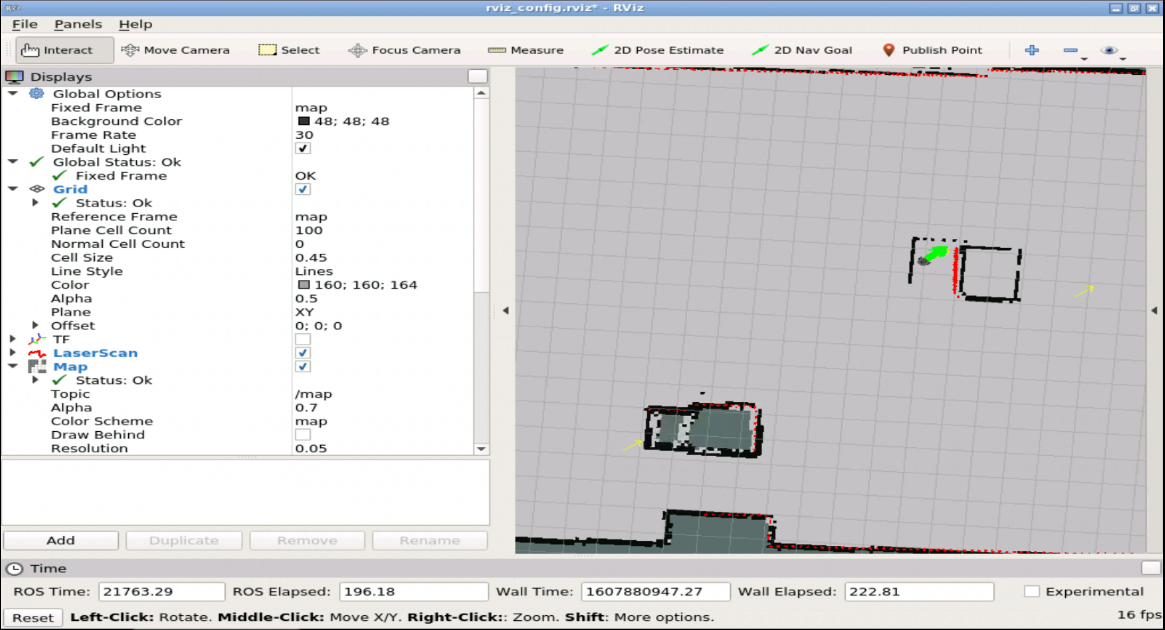 rviz_config.rviz* - RViz
File Panels Help
Interact Move Camera Select Focus Camera Measure 2D Pose Estimate 2D Nav Goal Publish Point
Displays
Global Options
Fixed Frame map
Background Color 48; 48; 48
Frame Rate 30
Default Light
Global Status: Ok
Fixed Frame OK
Grid
Status: Ok
Reference Frame map
Plane Cell Count 100
Normal Cell Count 0
Cell Size 0.45
Line Style Lines
Color 160; 160; 164
Alpha 0.5
Plane XY
Offset 0; 0; 0
TF
LaserScan
Map
Status: Ok
Topic /map
Alpha 0.7
Color Scheme map
Draw Behind
Resolution 0.05
Add Duplicate Remove Rename
Time
ROS Time: 21763.29 ROS Elapsed: 196.18 Wall Time: 1607880947.27 Wall Elapsed: 222.81 Experimental
Reset Left-Click: Rotate. Middle-Click: Move X/Y. Right-Click:: Zoom. Shift: More options. 16 fps